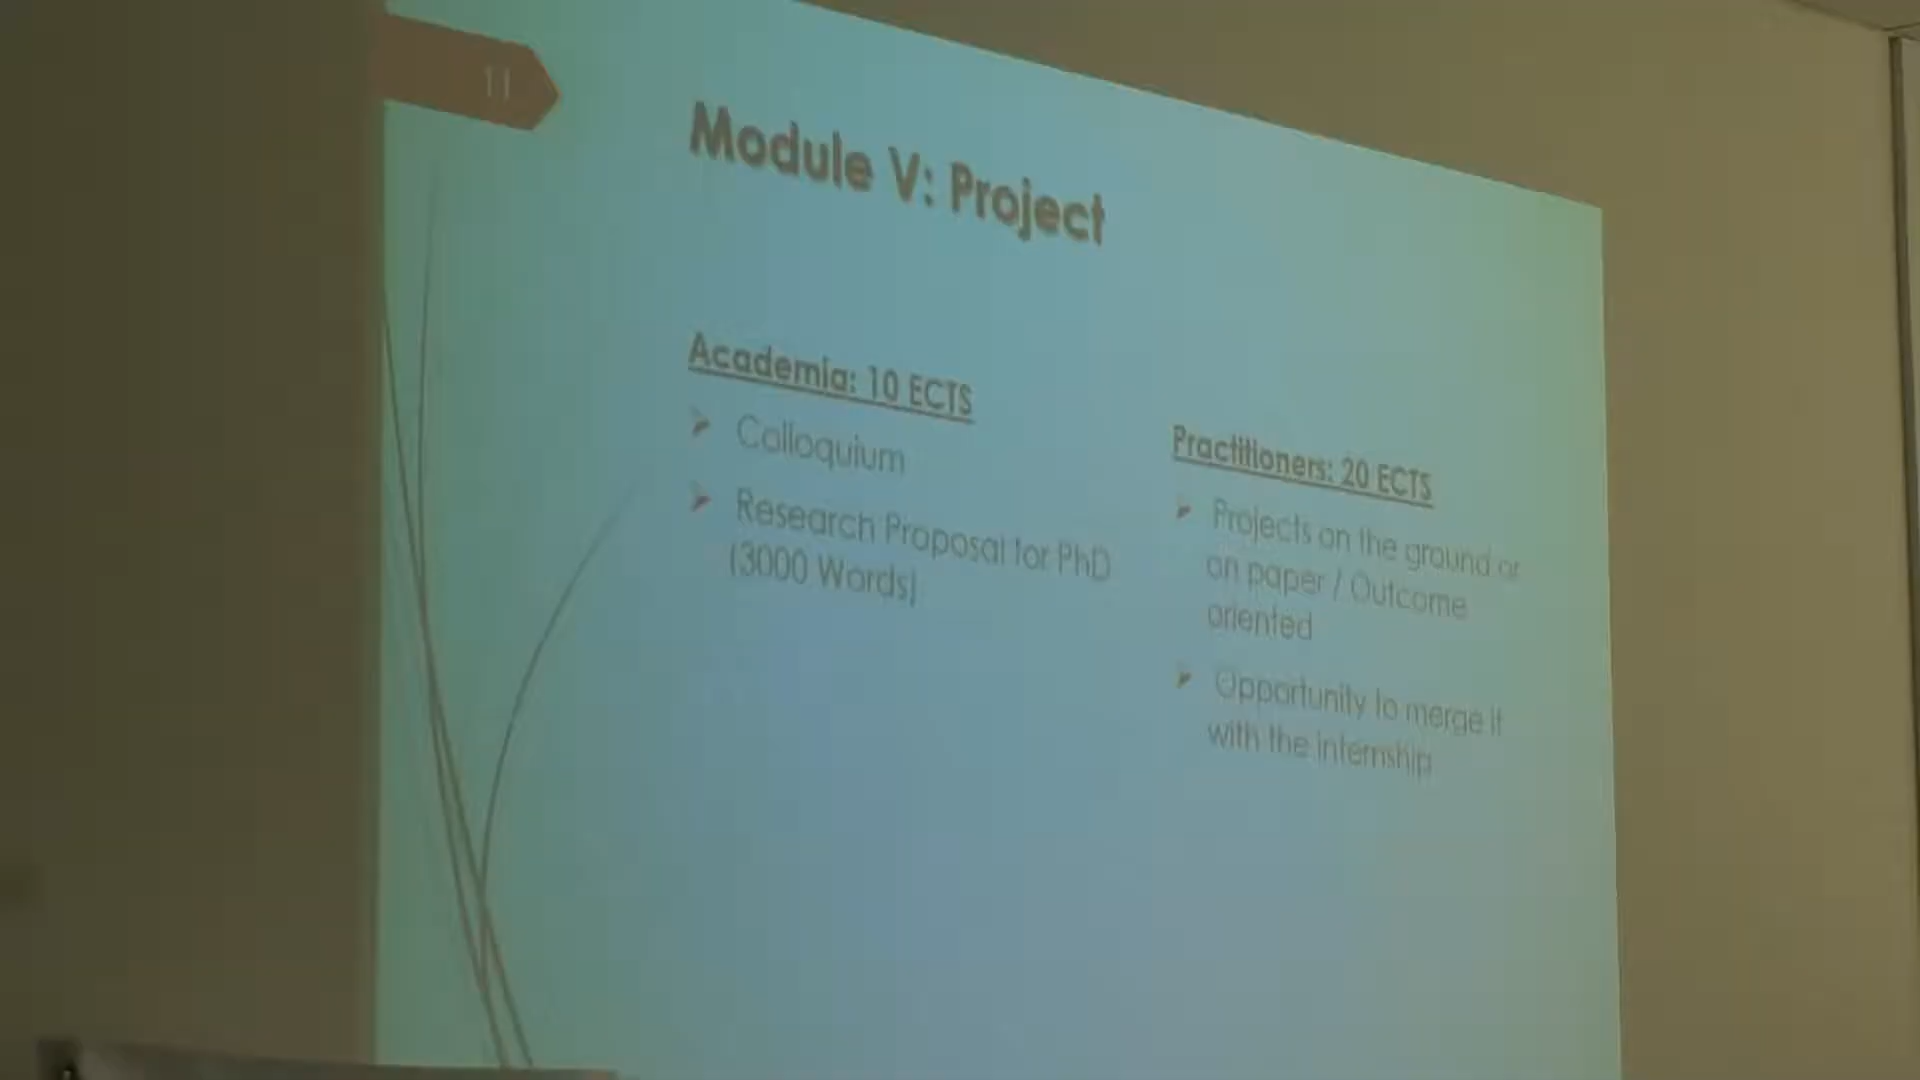 11
Module V: Project
Academia: 10 ECTS
Colloquium
Research Proposal for PhD
(3000 Words)
Practitioners: 20 ECTS
Projects on the ground or
on paper / Outcome
oriented
Opportunity to merge it
with the internship